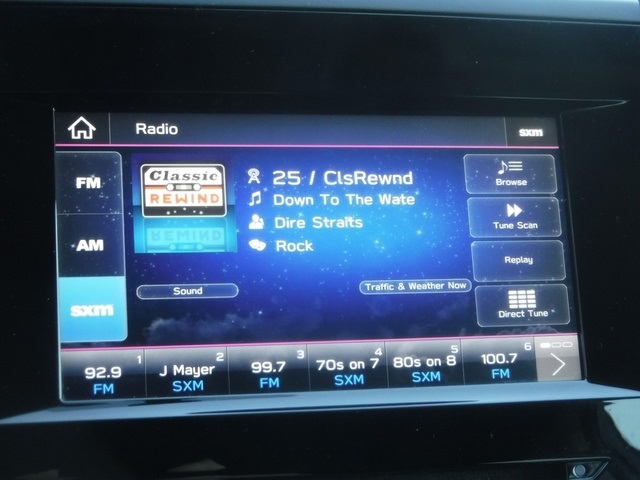 Radio
sxm
FM
AM
sxm
Classic
REWIND
25 / ClsRewnd
Down To The Wate
Dire Straits
Rock
Sound
Traffic & Weather Now
Browse
Tune Scan
Replay
Direct Tune
1
92.9
FM
2
J Mayer
SXM
3
99.7
FM
4
70s on 7
SXM
5
80s on 8
SXM
6
100.7
FM